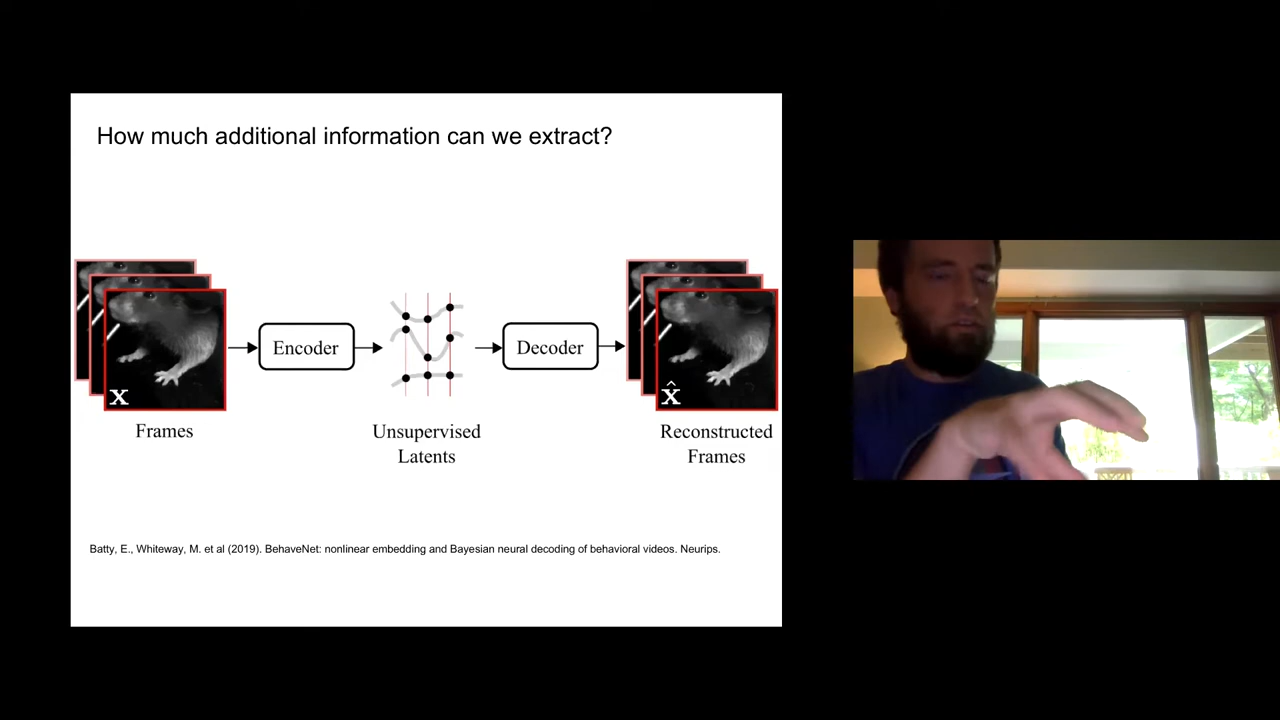 How much additional information can we extract?
Encoder
Decoder
x
x̂
Frames
Unsupervised
Latents
Reconstructed
Frames
Batty, E., Whiteway, M. et al (2019). BehaveNet: nonlinear embedding and Bayesian neural decoding of behavioral videos. Neurips.